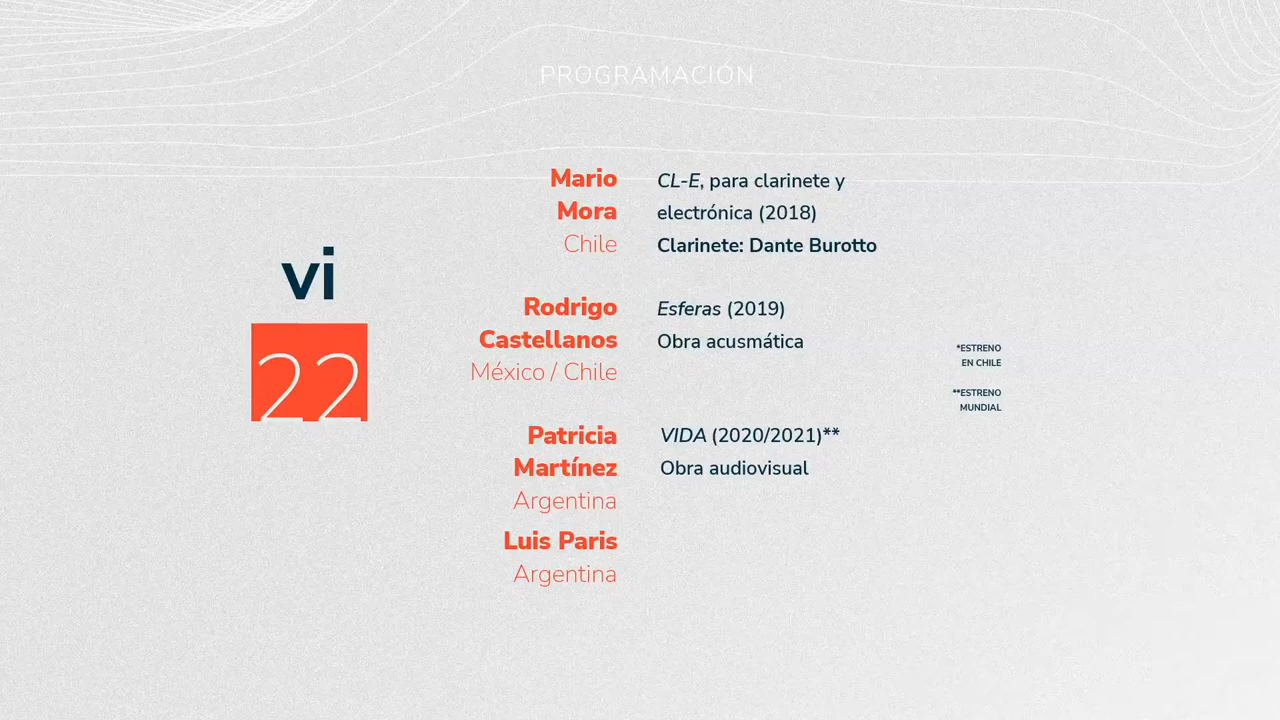 PROGRAMACIÓN
vi
22
Mario
Mora
Chile
CL-E, para clarinete y
electrónica (2018)
Clarinete: Dante Burotto
Rodrigo
Castellanos
México / Chile
Esferas (2019)
Obra acusmática
Patricia
Martínez
Argentina
Luis Paris
Argentina
VIDA (2020/2021)**
Obra audiovisual
*ESTRENO
EN CHILE
**ESTRENO
MUNDIAL